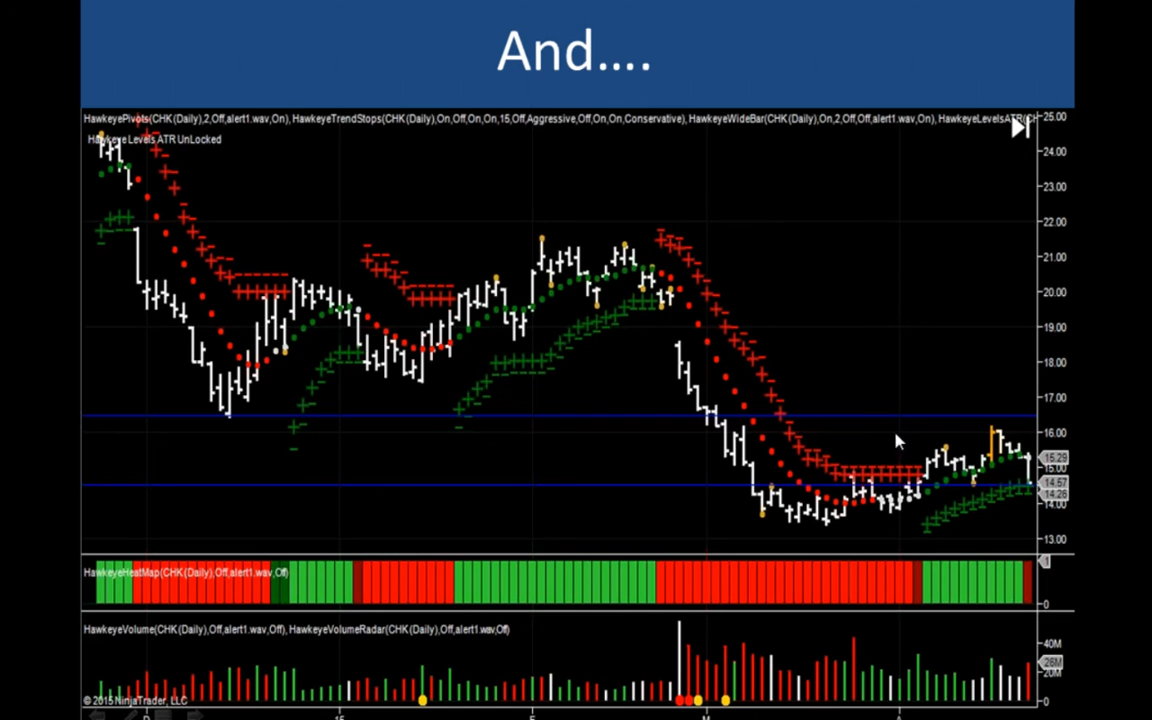 And....
HawkeyePivots(CHK(Daily),2,Off,alert1.wav,On), HawkeyeTrendStops(CHK(Daily),On,Off,On,On,15,Off,Aggressive,Off,On,On,Conservative), HawkeyeWideBar(CHK(Daily),On,2,Off,Off,alert1.wav,On), HawkeyeLevelsATR(CH
Hawkeye Levels ATR UnLocked
25.00
24.00
23.00
22.00
21.00
20.00
19.00
18.00
17.00
16.00
15.29
15.00
14.57
14.26
14.00
13.00
HawkeyeHeatMap(CHK(Daily),Off,alert1.wav,Off)
1
0
HawkeyeVolume(CHK(Daily),Off,alert1.wav,Off), HawkeyeVolumeRadar(CHK(Daily),Off,alert1.wav,Off)
40M
26M
20M
0
© 2015 NinjaTrader, LLC
15